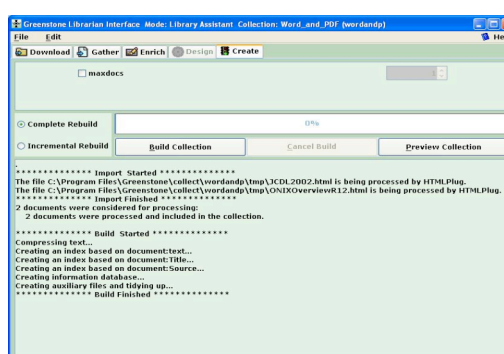 Greenstone Librarian Interface Mode: Library Assistant Collection: Word_and_PDF (wordandp)
File Edit He
Download Gather Enrich Design Create
maxdocs
Complete Rebuild 0%
Incremental Rebuild Build Collection Cancel Build Preview Collection
.
************** Import Started **************
The file C:\Program Files\Greenstone\collect\wordandp\tmp\JCDL2002.html is being processed by HTMLPlug.
The file C:\Program Files\Greenstone\collect\wordandp\tmp\ONIXOverviewR12.html is being processed by HTMLPlug.
************** Import Finished **************
2 documents were considered for processing:
2 documents were processed and included in the collection.
************** Build Started **************
Compressing text...
Creating an index based on document:text...
Creating an index based on document:Title...
Creating an index based on document:Source...
Creating information database...
Creating auxiliary files and tidying up...
************** Build Finished **************